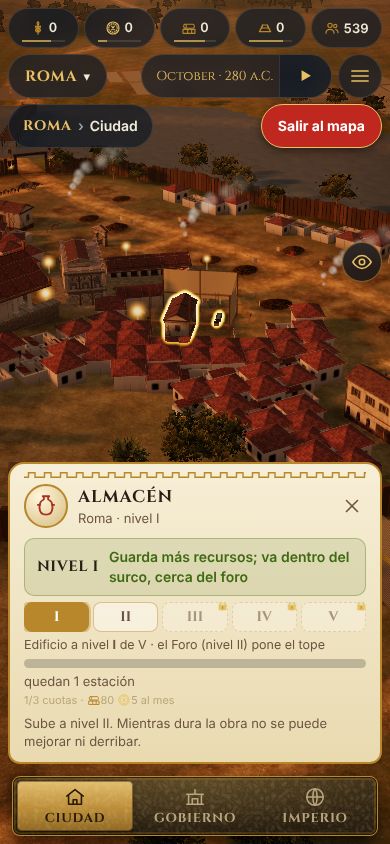 0 0 0 0 539
ROMA ▾ October · 280 a.C.
ROMA › Ciudad Salir al mapa
ALMACÉN
Roma · nivel I
NIVEL I Guarda más recursos; va dentro del
surco, cerca del foro
I II III IV V
Edificio a nivel I de V · el Foro (nivel II) pone el tope
quedan 1 estación
1/3 cuotas · 80 5 al mes
Sube a nivel II. Mientras dura la obra no se puede
mejorar ni derribar.
CIUDAD GOBIERNO IMPERIO